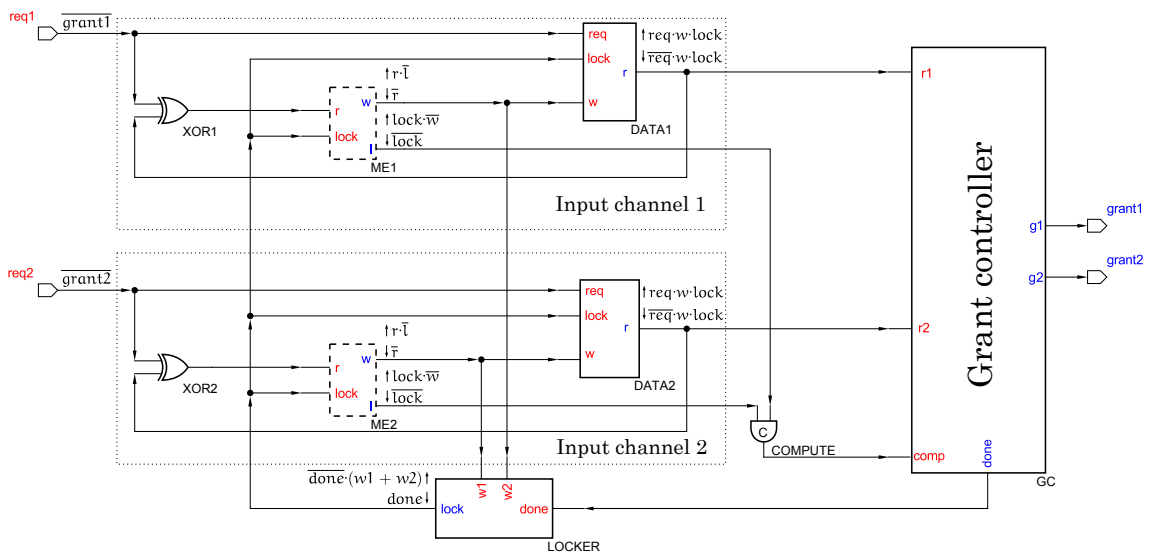 req1
grant1
req
lock
w
r
↑req·w·lock
↓req·w·lock
DATA1
XOR1
r
lock
w
l
↑r·l
↓r
↑lock·w
↓lock
ME1
Input channel 1
req2
grant2
req
lock
w
r
↑req·w·lock
↓req·w·lock
DATA2
XOR2
r
lock
w
l
↑r·l
↓r
↑lock·w
↓lock
ME2
Input channel 2
C
COMPUTE
r1
r2
comp
done
g1
g2
Grant controller
GC
grant1
grant2
done·(w1 + w2)↑
done↓
lock
w1
w2
done
LOCKER